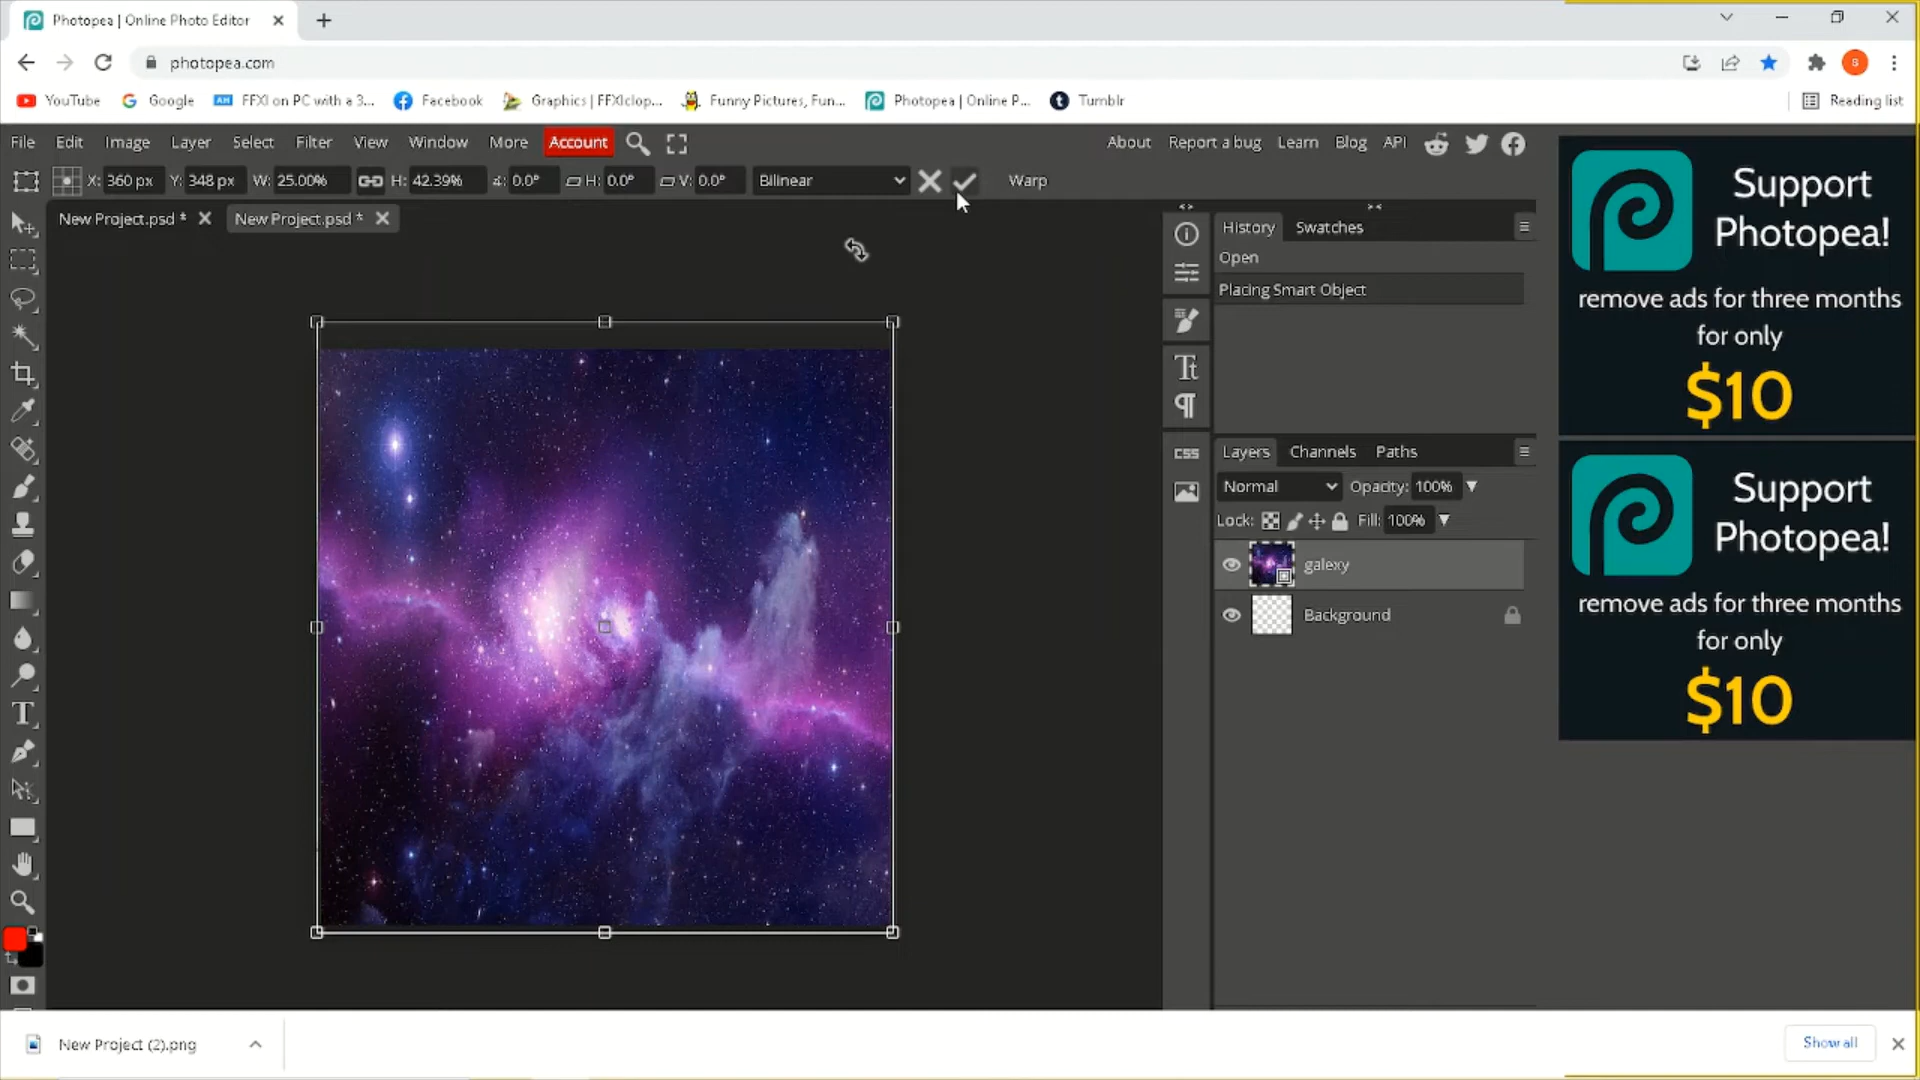 Photopea | Online Photo Editor
photopea.com
YouTube Google FFXI on PC with a 3... Facebook Graphics | FFXIclop... Funny Pictures, Fun... Photopea | Online P... Tumblr Reading list
File Edit Image Layer Select Filter View Window More Account About Report a bug Learn Blog API
X: 360 px Y: 348 px W: 25.00% H: 42.39% ∡: 0.0° H: 0.0° V: 0.0° Bilinear Warp
New Project.psd * New Project.psd *
History Swatches
Open
Placing Smart Object
CSS
Layers Channels Paths
Normal Opacity: 100%
Lock: Fill: 100%
galexy
Background
Support
Photopea!
remove ads for three months
for only
$10
Support
Photopea!
remove ads for three months
for only
$10
New Project (2).png
Show all